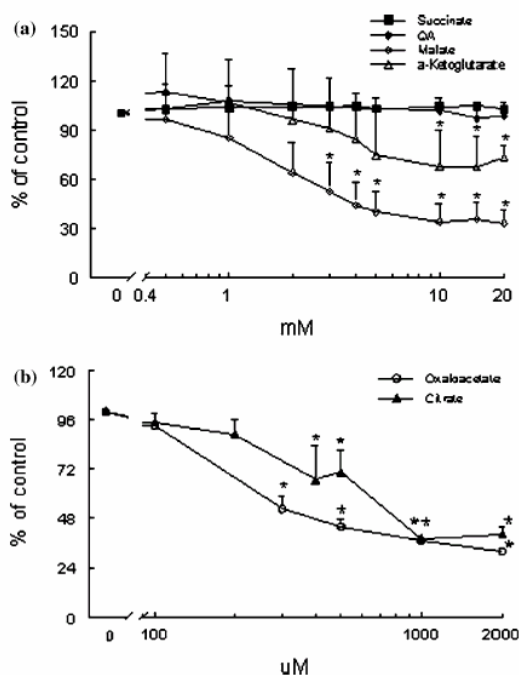 (a)
Succinate
QA
Malate
a-Ketoglutarate
150
120
90
60
30
0
% of control
* * *
* * * * * *
0 0.4 1 10 20
mM
(b)
Oxaloacetate
Citrate
120
96
72
48
24
0
% of control
* *
* * ** *
*
0 100 1000 2000
uM